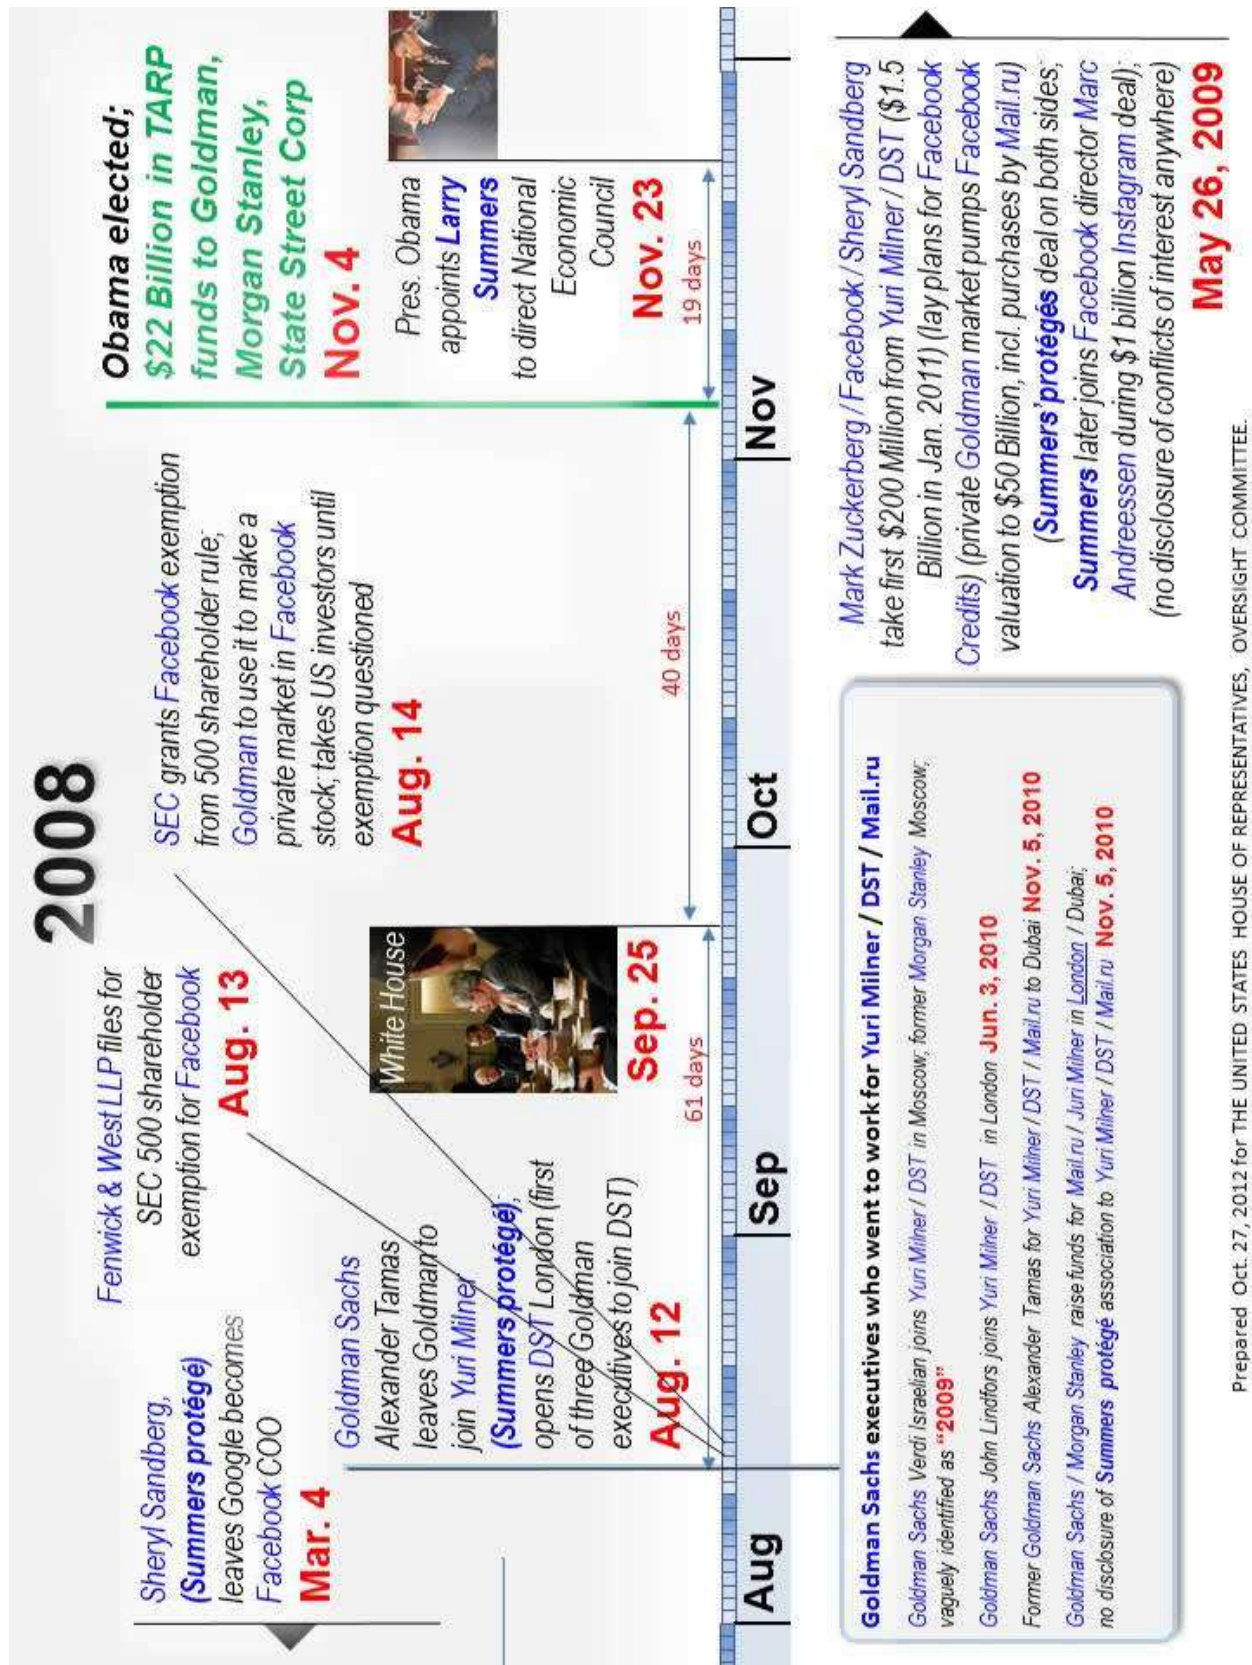 2008
Sheryl Sandberg,
(Summers protégé)
leaves Google becomes
Facebook COO
Mar. 4
Fenwick & West LLP files for
SEC 500 shareholder
exemption for Facebook
Aug. 13
SEC grants Facebook exemption
from 500 shareholder rule;
Goldman to use it to make a
private market in Facebook
stock; takes US investors until
exemption questioned
Aug. 14
Obama elected;
$22 Billion in TARP
funds to Goldman,
Morgan Stanley,
State Street Corp
Nov. 4
Goldman Sachs
Alexander Tamas
leaves Goldman to
join Yuri Milner
(Summers protégé),
opens DST London (first
of three Goldman
executives to join DST)
Aug. 12
White House
Sep. 25
Pres. Obama
appoints Larry
Summers
to direct National
Economic
Council
Nov. 23
61 days
40 days
19 days
Aug
Sep
Oct
Nov
Goldman Sachs executives who went to work for Yuri Milner / DST / Mail.ru
Goldman Sachs Verdi Israelian joins Yuri Milner / DST in Moscow; former Morgan Stanley Moscow;
vaguely identified as “2009”
Goldman Sachs John Lindfors joins Yuri Milner / DST in London Jun. 3, 2010
Former Goldman Sachs Alexander Tamas for Yuri Milner / DST / Mail.ru to Dubai Nov. 5, 2010
Goldman Sachs / Morgan Stanley raise funds for Mail.ru / Juri Milner in London / Dubai;
no disclosure of Summers protégé association to Yuri Milner / DST / Mail.ru Nov. 5, 2010
Mark Zuckerberg / Facebook / Sheryl Sandberg
take first $200 Million from Yuri Milner / DST ($1.5
Billion in Jan. 2011) (lay plans for Facebook
Credits) (private Goldman market pumps Facebook
valuation to $50 Billion, incl. purchases by Mail.ru)
(Summers' protégés deal on both sides;
Summers later joins Facebook director Marc
Andreessen during $1 billion Instagram deal);
(no disclosure of conflicts of interest anywhere)
May 26, 2009
Prepared Oct. 27, 2012 for THE UNITED STATES HOUSE OF REPRESENTATIVES, OVERSIGHT COMMITTEE.